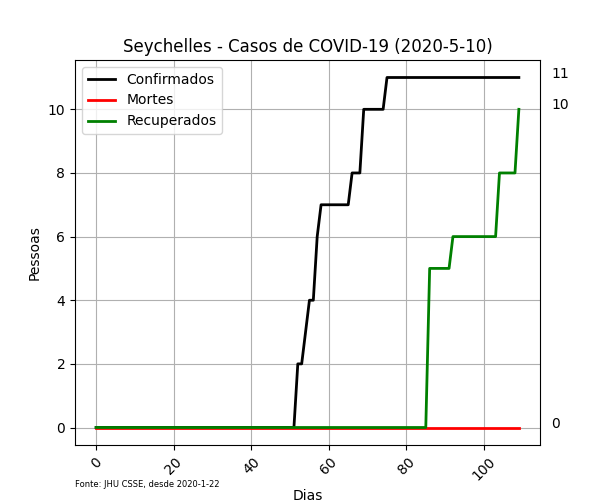 Seychelles - Casos de COVID-19 (2020-5-10)
Confirmados
Mortes
Recuperados
11
10
0
Pessoas
10
8
6
4
2
0
0
20
40
60
80
100
Dias
Fonte: JHU CSSE, desde 2020-1-22